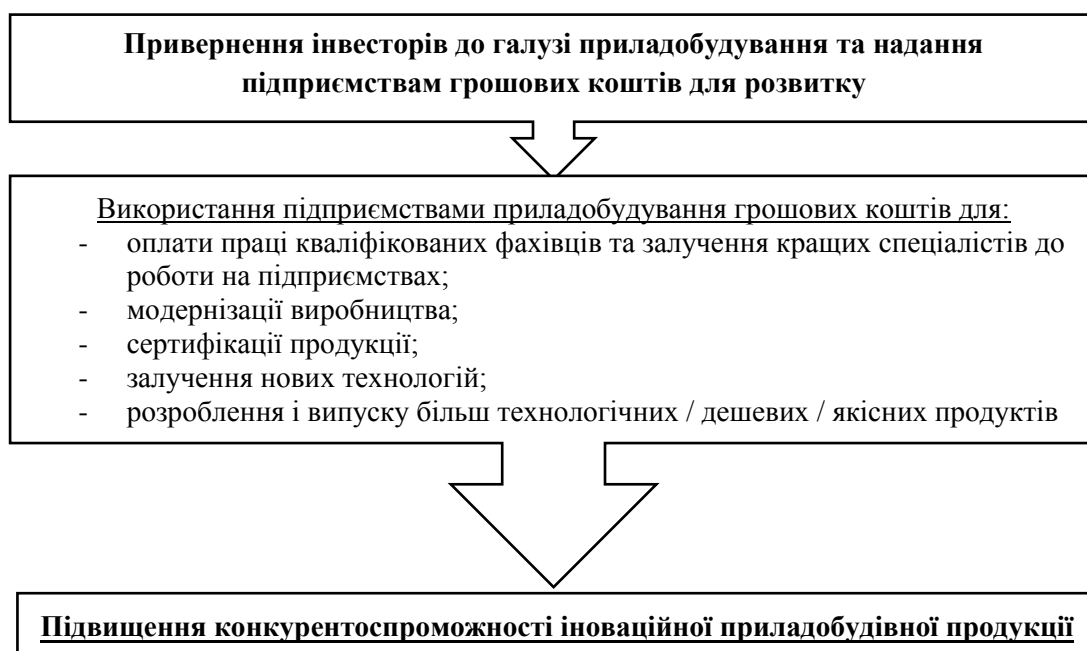 Привернення інвесторів до галузі приладобудування та надання
підприємствам грошових коштів для розвитку
Використання підприємствами приладобудування грошових коштів для:
- оплати праці кваліфікованих фахівців та залучення кращих спеціалістів до
роботи на підприємствах;
- модернізації виробництва;
- сертифікації продукції;
- залучення нових технологій;
- розроблення і випуску більш технологічних / дешевих / якісних продуктів
Підвищення конкурентоспроможності іноваційної приладобудівної продукції